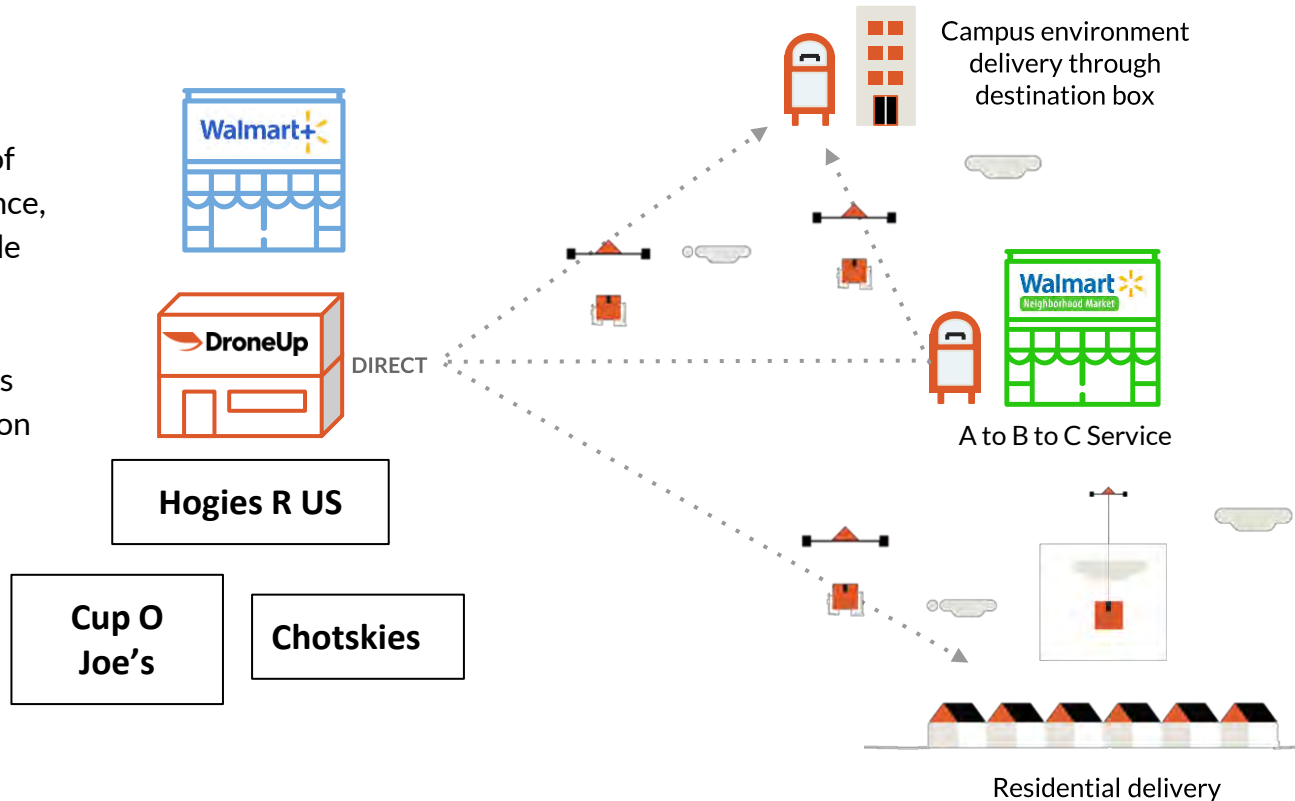 of
nce,
le
s
on
Walmart+
DroneUp
DIRECT
Hogies R US
Cup O
Joe’s
Chotskies
Campus environment
delivery through
destination box
Walmart
Neighborhood Market
A to B to C Service
Residential delivery